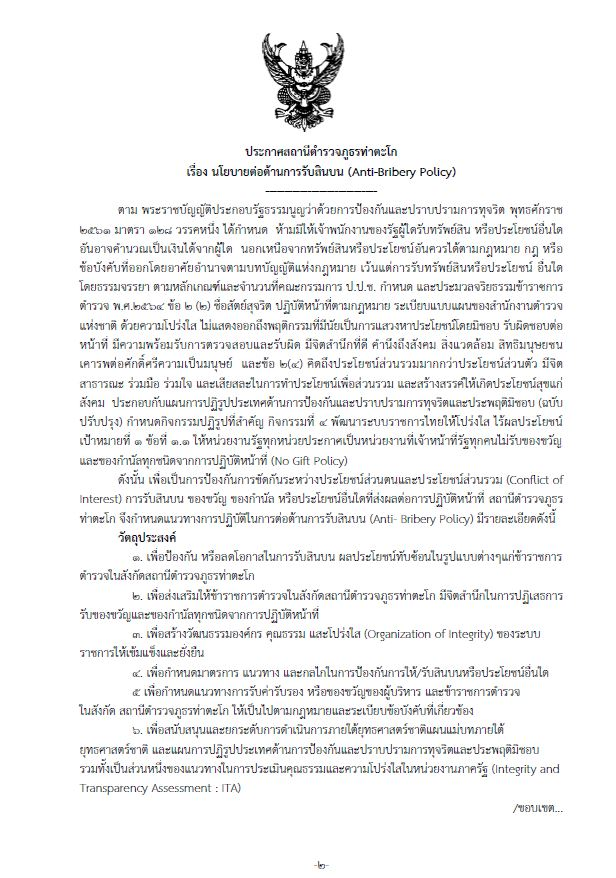 ประกาศสถานีตำรวจภูธรท่าตะโก
เรื่อง นโยบายต่อต้านการรับสินบน (Anti-Bribery Policy)
----------------------------
ตาม พระราชบัญญัติประกอบรัฐธรรมนูญว่าด้วยการป้องกันและปราบปรามการทุจริต พุทธศักราช
๒๕๖๑ มาตรา ๑๒๘ วรรคหนึ่ง ได้กำหนด ห้ามมิให้เจ้าพนักงานของรัฐผู้ใดรับทรัพย์สิน หรือประโยชน์อื่นใด
อันอาจคำนวณเป็นเงินได้จากผู้ใด นอกเหนือจากทรัพย์สินหรือประโยชน์อันควรได้ตามกฎหมาย กฎ หรือ
ข้อบังคับที่ออกโดยอาศัยอำนาจตามบทบัญญัติแห่งกฎหมาย เว้นแต่การรับทรัพย์สินหรือประโยชน์ อื่นใด
โดยธรรมจรรยา ตามหลักเกณฑ์และจำนวนที่คณะกรรมการ ป.ป.ช. กำหนด และประมวลจริยธรรมข้าราชการ
ตำรวจ พ.ศ.๒๕๖๔ ข้อ ๒ (๒) ซื่อสัตย์สุจริต ปฏิบัติหน้าที่ตามกฎหมาย ระเบียบแบบแผนของสำนักงานตำรวจ
แห่งชาติ ด้วยความโปร่งใส ไม่แสดงออกถึงพฤติกรรมที่มีนัยเป็นการแสวงหาประโยชน์โดยมิชอบ รับผิดชอบต่อ
หน้าที่ มีความพร้อมรับการตรวจสอบและรับผิด มีจิตสำนึกที่ดี คำนึงถึงสังคม สิ่งแวดล้อม สิทธิมนุษยชน
เคารพต่อศักดิ์ศรีความเป็นมนุษย์ และข้อ ๒(๔) คิดถึงประโยชน์ส่วนรวมมากกว่าประโยชน์ส่วนตัว มีจิต
สาธารณะ ร่วมมือ ร่วมใจ และเสียสละในการทำประโยชน์เพื่อส่วนรวม และสร้างสรรค์ให้เกิดประโยชน์สุขแก่
สังคม ประกอบกับแผนการปฏิรูปประเทศด้านการป้องกันและปราบปรามการทุจริตและประพฤติมิชอบ (ฉบับ
ปรับปรุง) กำหนดกิจกรรมปฏิรูปที่สำคัญ กิจกรรมที่ ๔ พัฒนาระบบราชการไทยให้โปร่งใส ไร้ผลประโยชน์
เป้าหมายที่ ๑ ข้อที่ ๑.๑ ให้หน่วยงานรัฐทุกหน่วยประกาศเป็นหน่วยงานที่เจ้าหน้าที่รัฐทุกคนไม่รับของขวัญ
และของกำนัลทุกชนิดจากการปฏิบัติหน้าที่ (No Gift Policy)
ดังนั้น เพื่อเป็นการป้องกันการขัดกันระหว่างประโยชน์ส่วนตนและประโยชน์ส่วนรวม (Conflict of
Interest) การรับสินบน ของขวัญ ของกำนัล หรือประโยชน์อื่นใดที่ส่งผลต่อการปฏิบัติหน้าที่ สถานีตำรวจภูธร
ท่าตะโก จึงกำหนดแนวทางการปฏิบัติในการต่อต้านการรับสินบน (Anti- Bribery Policy) มีรายละเอียดดังนี้
วัตถุประสงค์
๑. เพื่อป้องกัน หรือลดโอกาสในการรับสินบน ผลประโยชน์ทับซ้อนในรูปแบบต่างๆแก่ข้าราชการ
ตำรวจในสังกัดสถานีตำรวจภูธรท่าตะโก
๒. เพื่อส่งเสริมให้ข้าราชการตำรวจในสังกัดสถานีตำรวจภูธรท่าตะโก มีจิตสำนึกในการปฏิเสธการ
รับของขวัญและของกำนัลทุกชนิดจากการปฏิบัติหน้าที่
๓. เพื่อสร้างวัฒนธรรมองค์กร คุณธรรม และโปร่งใส (Organization of Integrity) ของระบบ
ราชการให้เข้มแข็งและยั่งยืน
๔. เพื่อกำหนดมาตรการ แนวทาง และกลไกในการป้องกันการให้/รับสินบนหรือประโยชน์อื่นใด
๕ เพื่อกำหนดแนวทางการรับค่ารับรอง หรือของขวัญของผู้บริหาร และข้าราชการตำรวจ
ในสังกัด สถานีตำรวจภูธรท่าตะโก ให้เป็นไปตามกฎหมายและระเบียบข้อบังคับที่เกี่ยวข้อง
๖. เพื่อสนับสนุนและยกระดับการดำเนินการภายใต้ยุทธศาสตร์ชาติแผนแม่บทภายใต้
ยุทธศาสตร์ชาติ และแผนการปฏิรูปประเทศด้านการป้องกันและปราบปรามการทุจริตและประพฤติมิชอบ
รวมทั้งเป็นส่วนหนึ่งของแนวทางในการประเมินคุณธรรมและความโปร่งใสในหน่วยงานภาครัฐ (Integrity and
Transparency Assessment : ITA)
/ขอบเขต...
-๒-